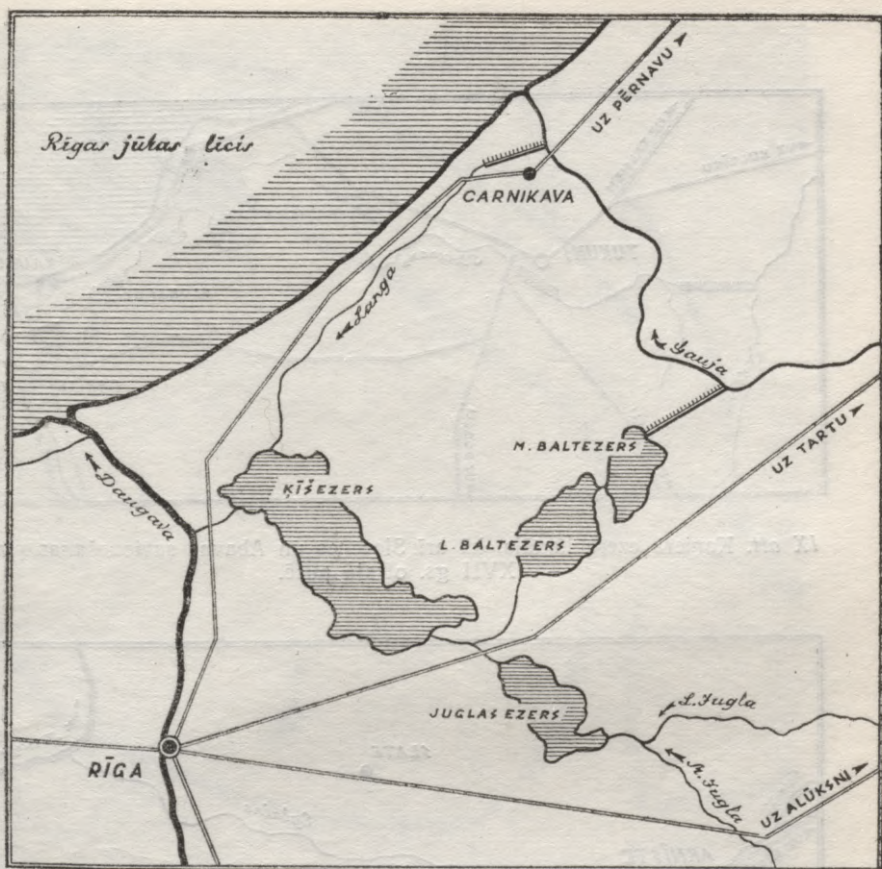 Rīgas jūŗas līcis
UZ PĒRNAVU
CARNIKAVA
Langa
Gauja
M. BALTEZERS
UZ TARTU
ĶĪŠEZERS
Daugava
L. BALTEZERS
JUGLAS EZERS
L. Jugla
RĪGA
M. Jugla
UZ ALŪKSNI